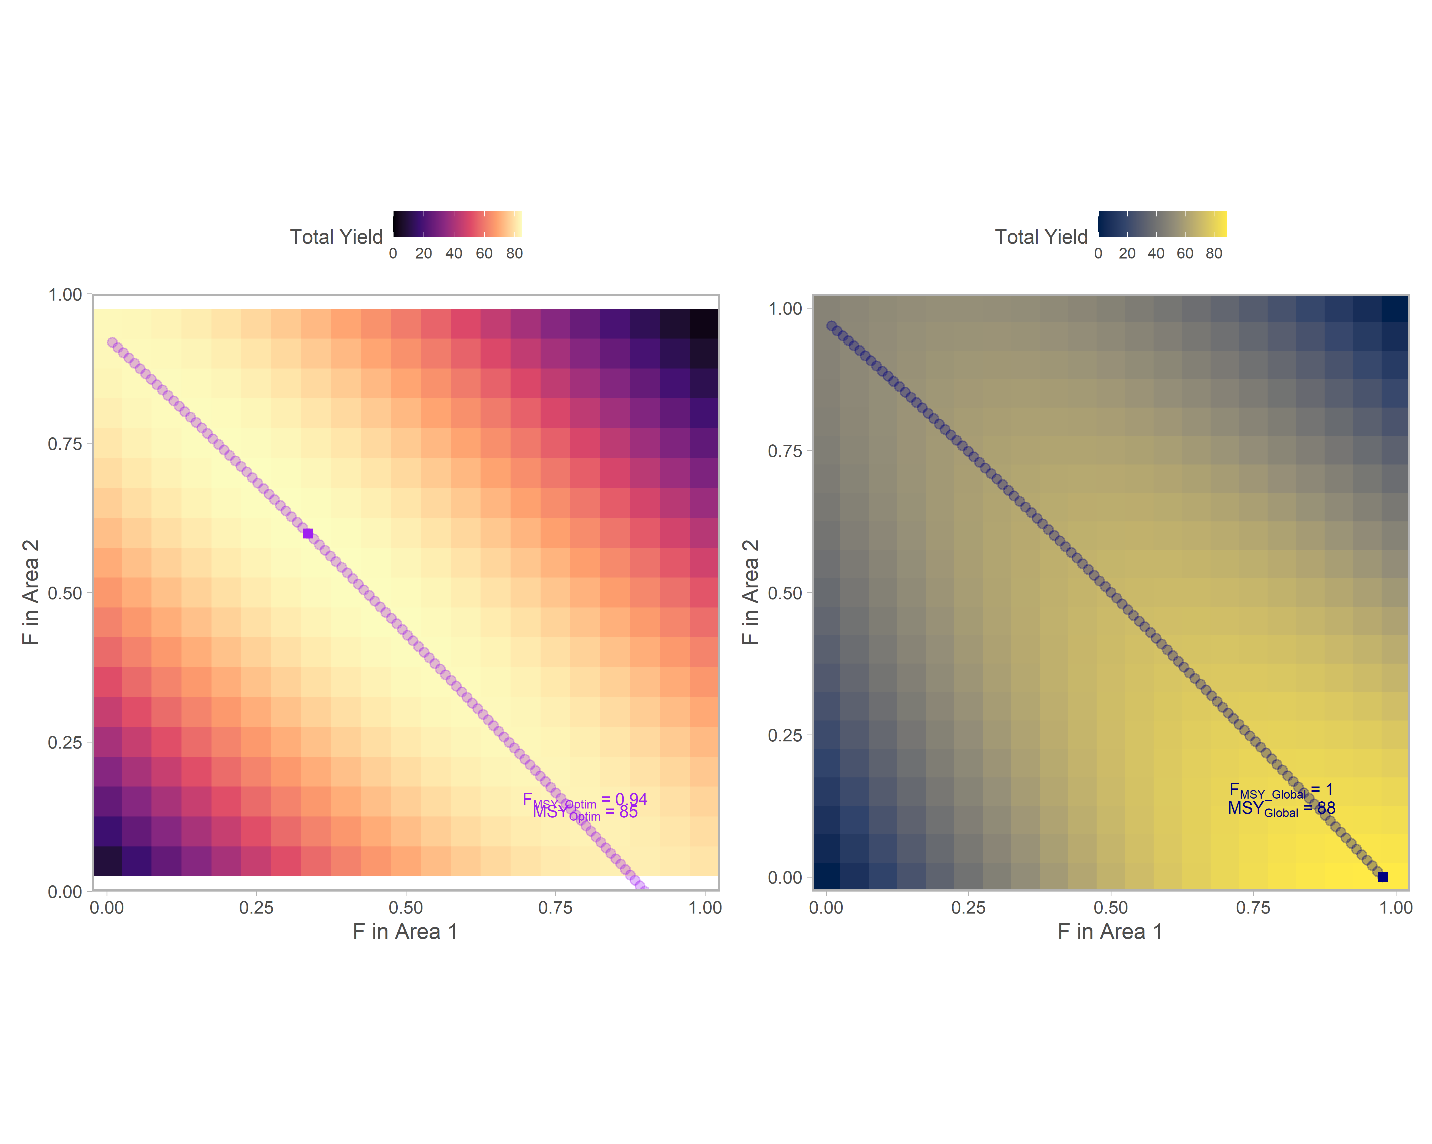 Total Yield
0 20 40 60 80
F in Area 2
1.00
0.75
0.50
0.25
0.00
F_MSY_Optim = 0.94
MSY_Optim = 85
0.00 0.25 0.50 0.75 1.00
F in Area 1
Total Yield
0 20 40 60 80
F in Area 2
1.00
0.75
0.50
0.25
0.00
F_MSY_Global = 1
MSY_Global = 88
0.00 0.25 0.50 0.75 1.00
F in Area 1